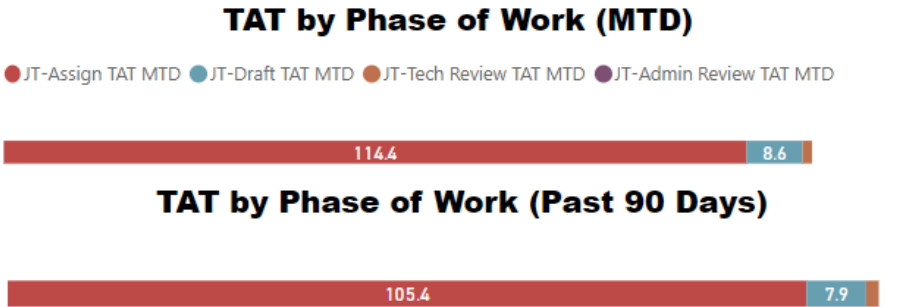 TAT by Phase of Work (MTD)
JT-Assign TAT MTD JT-Draft TAT MTD JT-Tech Review TAT MTD JT-Admin Review TAT MTD
114.4 8.6
TAT by Phase of Work (Past 90 Days)
105.4 7.9